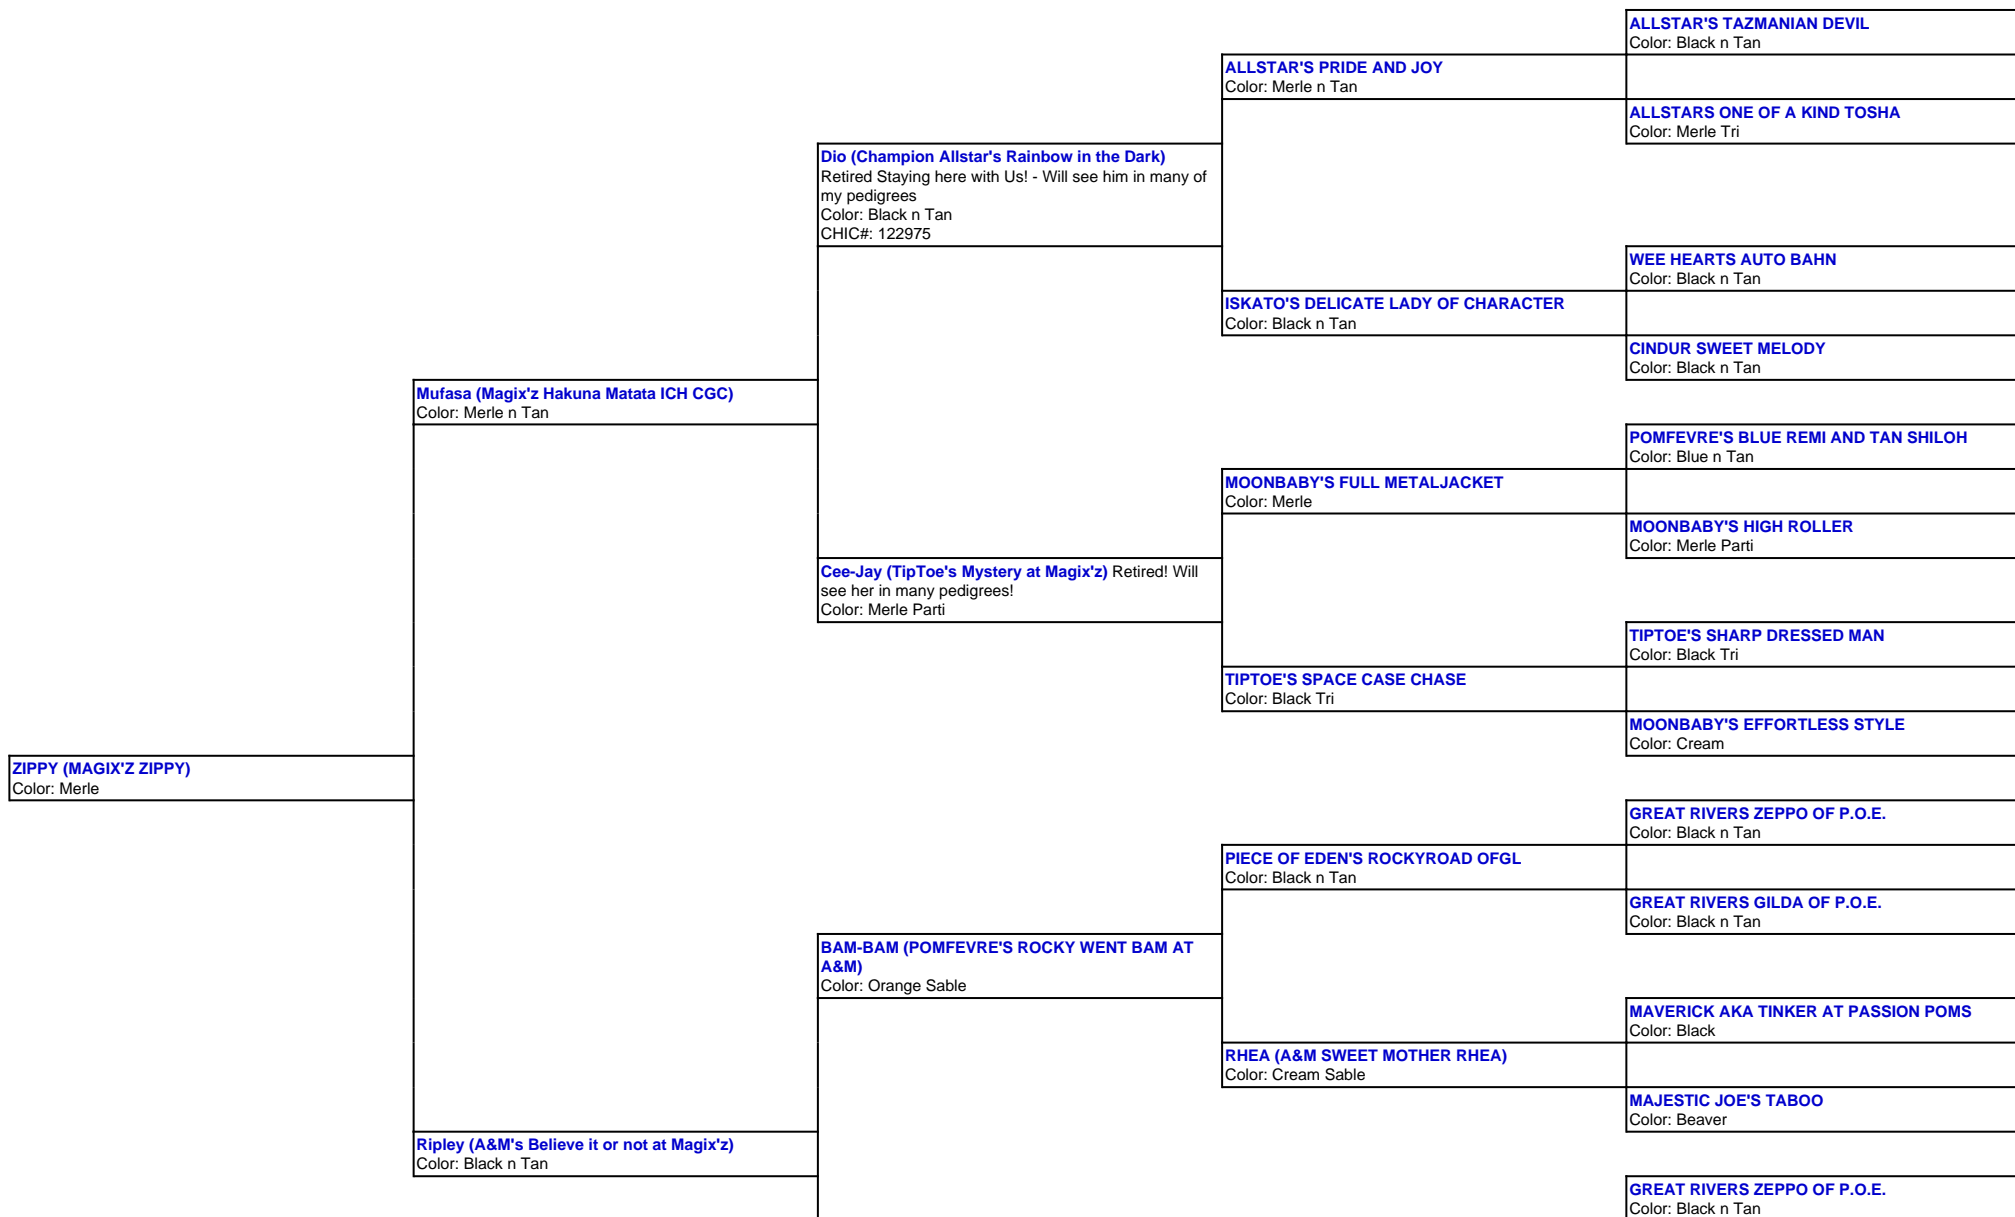 ALLSTAR'S TAZMANIAN DEVIL
Color: Black n Tan
ALLSTAR'S PRIDE AND JOY
Color: Merle n Tan
ALLSTARS ONE OF A KIND TOSHA
Color: Merle Tri
Dio (Champion Allstar's Rainbow in the Dark)
Retired Staying here with Us! - Will see him in many of
my pedigrees
Color: Black n Tan
CHIC#: 122975
WEE HEARTS AUTO BAHN
Color: Black n Tan
ISKATO'S DELICATE LADY OF CHARACTER
Color: Black n Tan
CINDUR SWEET MELODY
Color: Black n Tan
Mufasa (Magix'z Hakuna Matata ICH CGC)
Color: Merle n Tan
POMFEVRE'S BLUE REMI AND TAN SHILOH
Color: Blue n Tan
MOONBABY'S FULL METALJACKET
Color: Merle
MOONBABY'S HIGH ROLLER
Color: Merle Parti
Cee-Jay (TipToe's Mystery at Magix'z) Retired! Will
see her in many pedigrees!
Color: Merle Parti
TIPTOE'S SHARP DRESSED MAN
Color: Black Tri
TIPTOE'S SPACE CASE CHASE
Color: Black Tri
MOONBABY'S EFFORTLESS STYLE
Color: Cream
ZIPPY (MAGIX'Z ZIPPY)
Color: Merle
GREAT RIVERS ZEPPO OF P.O.E.
Color: Black n Tan
PIECE OF EDEN'S ROCKYROAD OFGL
Color: Black n Tan
GREAT RIVERS GILDA OF P.O.E.
Color: Black n Tan
BAM-BAM (POMFEVRE'S ROCKY WENT BAM AT
A&M)
Color: Orange Sable
MAVERICK AKA TINKER AT PASSION POMS
Color: Black
RHEA (A&M SWEET MOTHER RHEA)
Color: Cream Sable
MAJESTIC JOE'S TABOO
Color: Beaver
Ripley (A&M's Believe it or not at Magix'z)
Color: Black n Tan
GREAT RIVERS ZEPPO OF P.O.E.
Color: Black n Tan